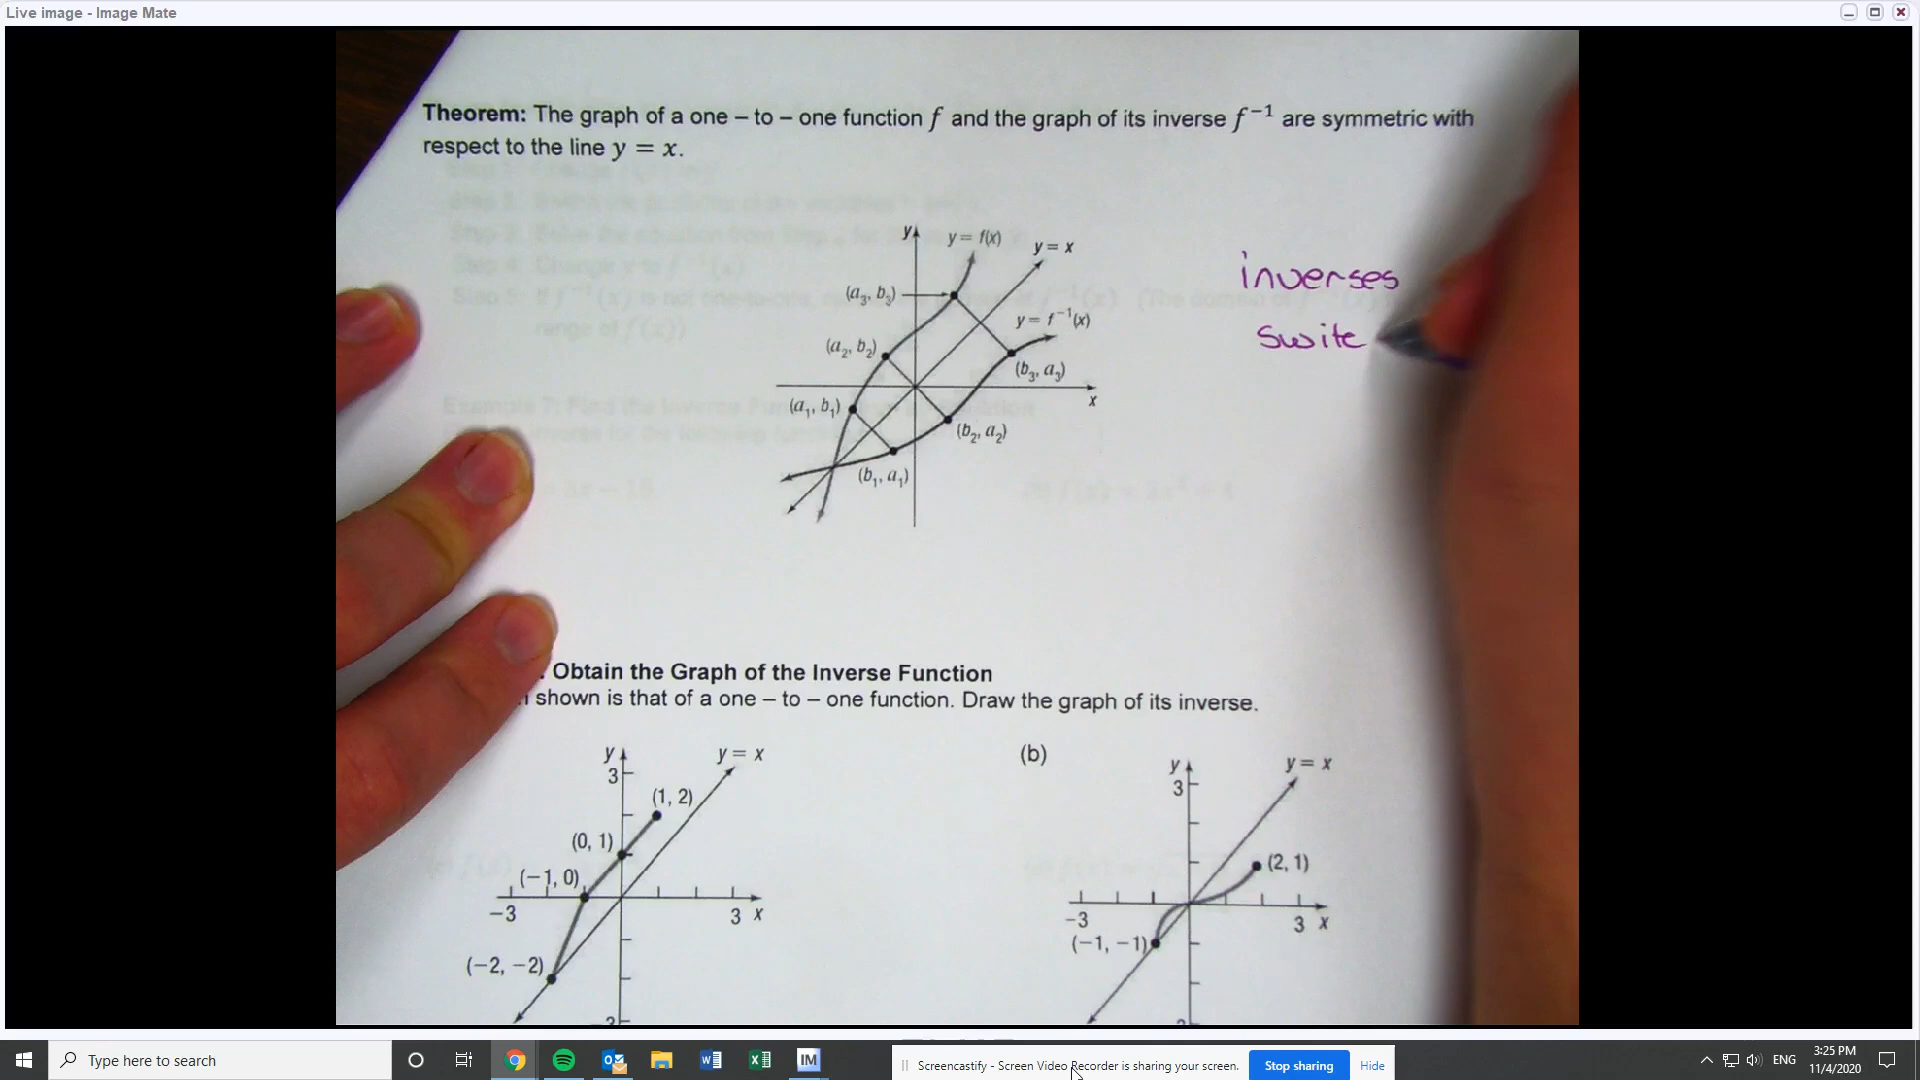 Live image - Image Mate
Theorem: The graph of a one – to – one function f and the graph of its inverse f⁻¹ are symmetric with
respect to the line y = x.
y
y = f(x)
y = x
(a₃, b₃)
y = f⁻¹(x)
(a₂, b₂)
(b₃, a₃)
(a₁, b₁)
x
(b₂, a₂)
(b₁, a₁)
inverses
switc
Obtain the Graph of the Inverse Function
shown is that of a one – to – one function. Draw the graph of its inverse.
y
3
y = x
(1, 2)
(0, 1)
(−1, 0)
−3
3 x
(−2, −2)
(b)
y
3
y = x
(2, 1)
−3
3 x
(−1, −1)
Type here to search
Screencastify - Screen Video Recorder is sharing your screen.
Stop sharing
Hide
IM
ENG
3:25 PM
11/4/2020